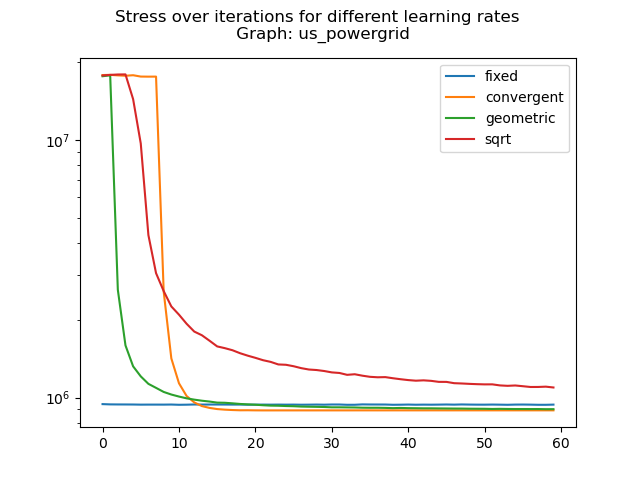 Stress over iterations for different learning rates
Graph: us_powergrid
fixed
convergent
geometric
sqrt
10^7
10^6
0 10 20 30 40 50 60